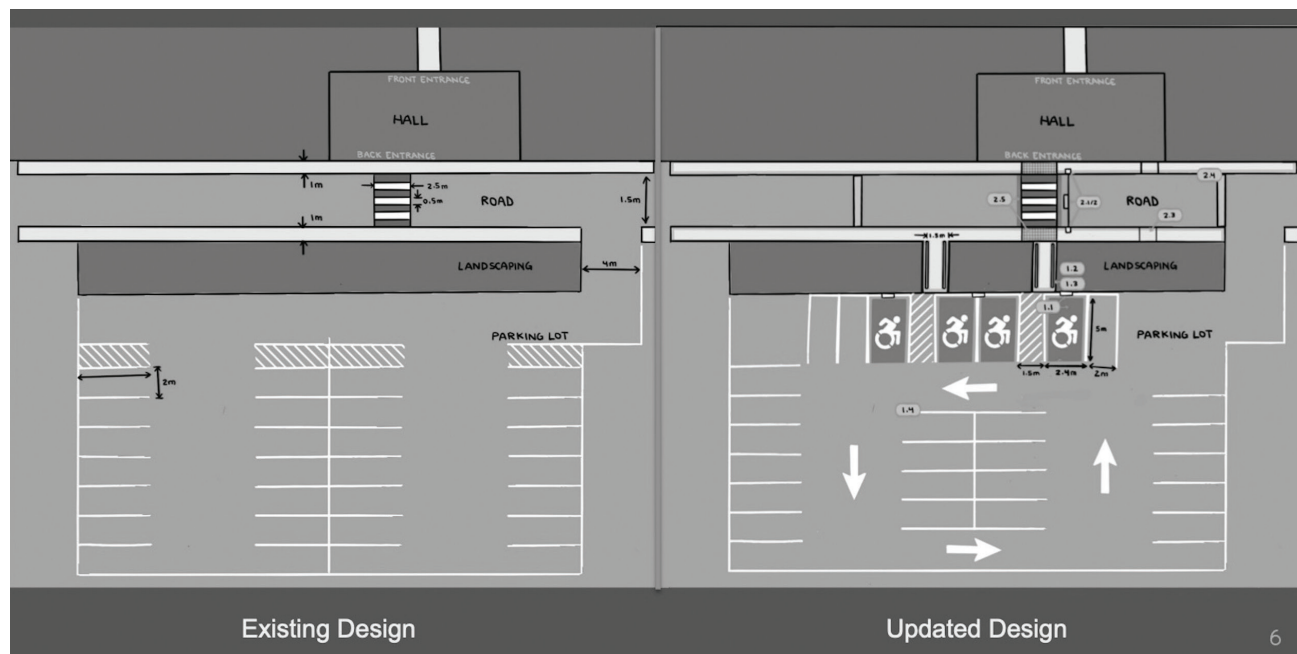 FRONT ENTRANCE
HALL
BACK ENTRANCE
1m
2.5m
0.5m
ROAD
1.5m
1m
LANDSCAPING
4m
PARKING LOT
2m
Existing Design
FRONT ENTRANCE
HALL
BACK ENTRANCE
2.4
2.5
2.1/2
ROAD
2.3
1.5m
1.2
LANDSCAPING
1.3
1.1
5m
PARKING LOT
1.5m
2.4m
2m
1.4
Updated Design
6